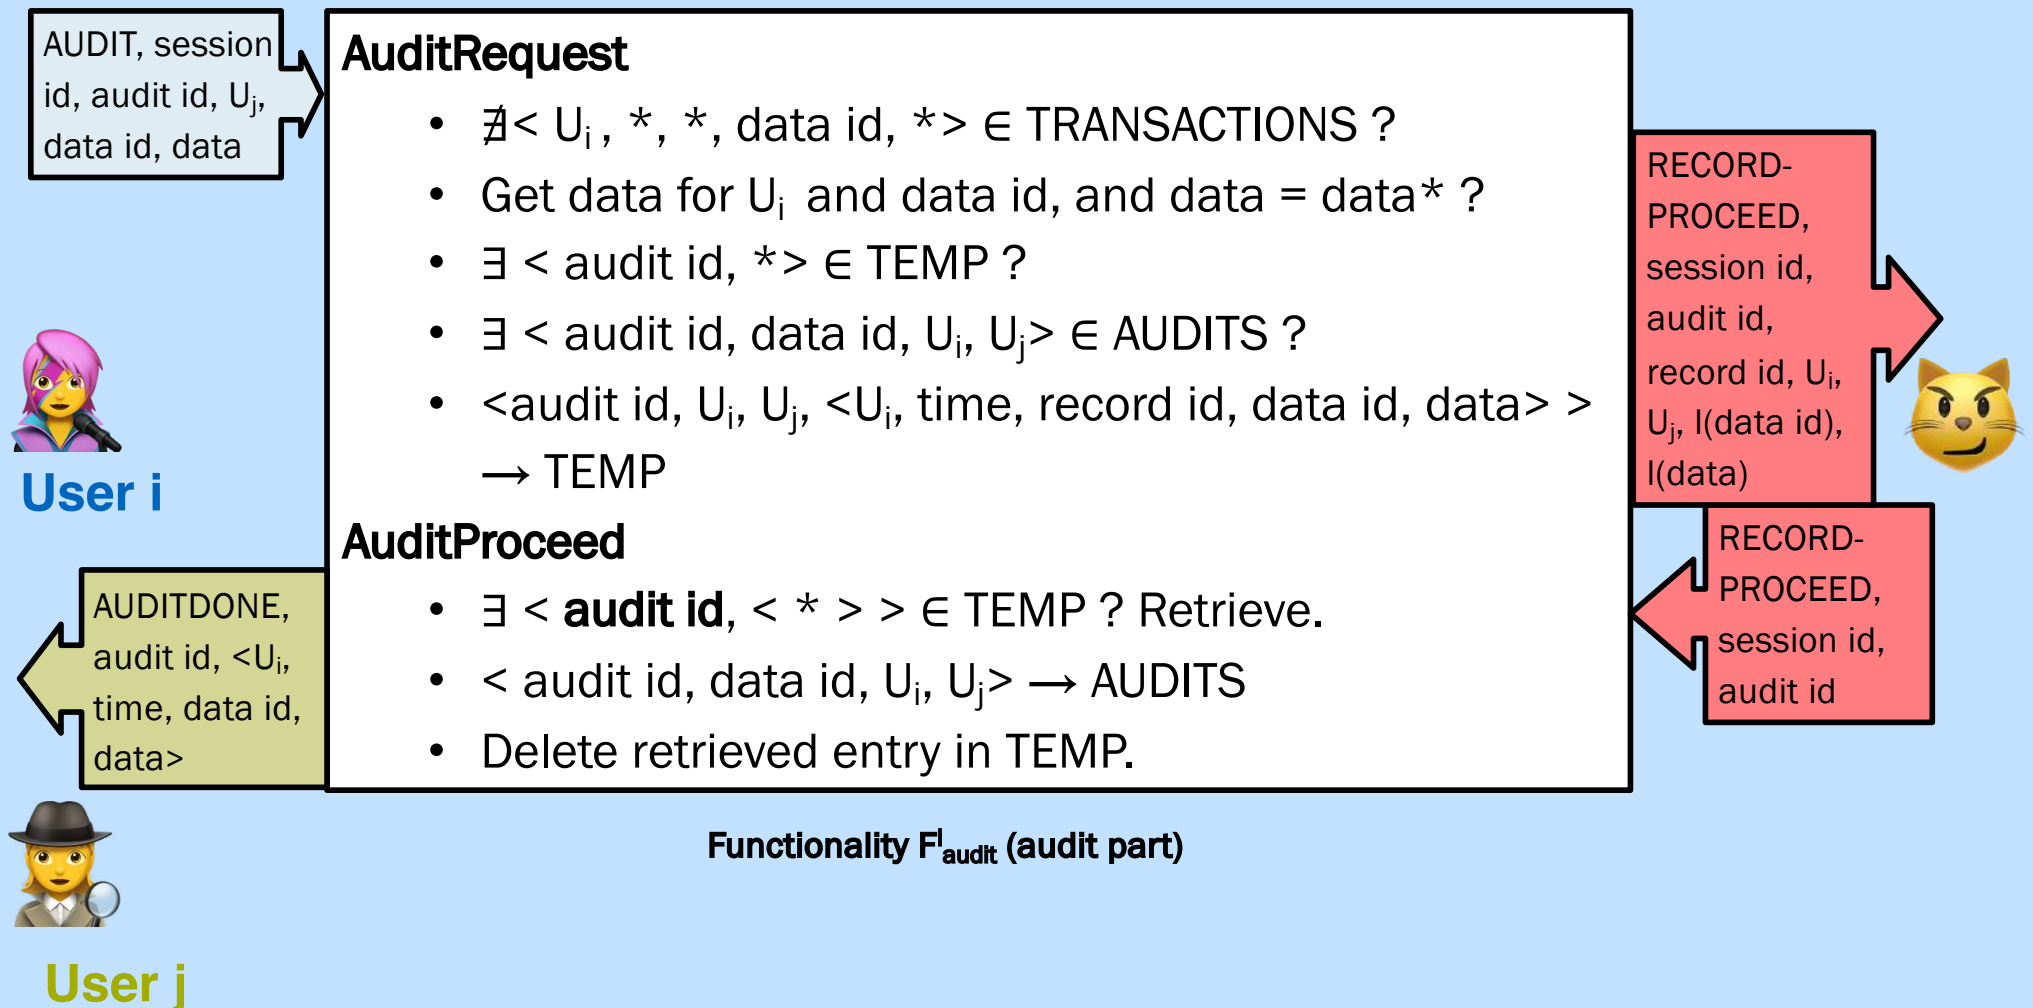 AUDIT, session
id, audit id, Uj,
data id, data
AuditRequest
• ∄< Ui , *, *, data id, *> ∈ TRANSACTIONS ?
• Get data for Ui and data id, and data = data* ?
• ∃ < audit id, *> ∈ TEMP ?
• ∃ < audit id, data id, Ui, Uj> ∈ AUDITS ?
• <audit id, Ui, Uj, <Ui, time, record id, data id, data> >
→ TEMP
AuditProceed
• ∃ < audit id, < * > > ∈ TEMP ? Retrieve.
• < audit id, data id, Ui, Uj> → AUDITS
• Delete retrieved entry in TEMP.
RECORD-
PROCEED,
session id,
audit id,
record id, Ui,
Uj, l(data id),
l(data)
RECORD-
PROCEED,
session id,
audit id
User i
AUDITDONE,
audit id, <Ui,
time, data id,
data>
User j
Functionality F^l_audit (audit part)